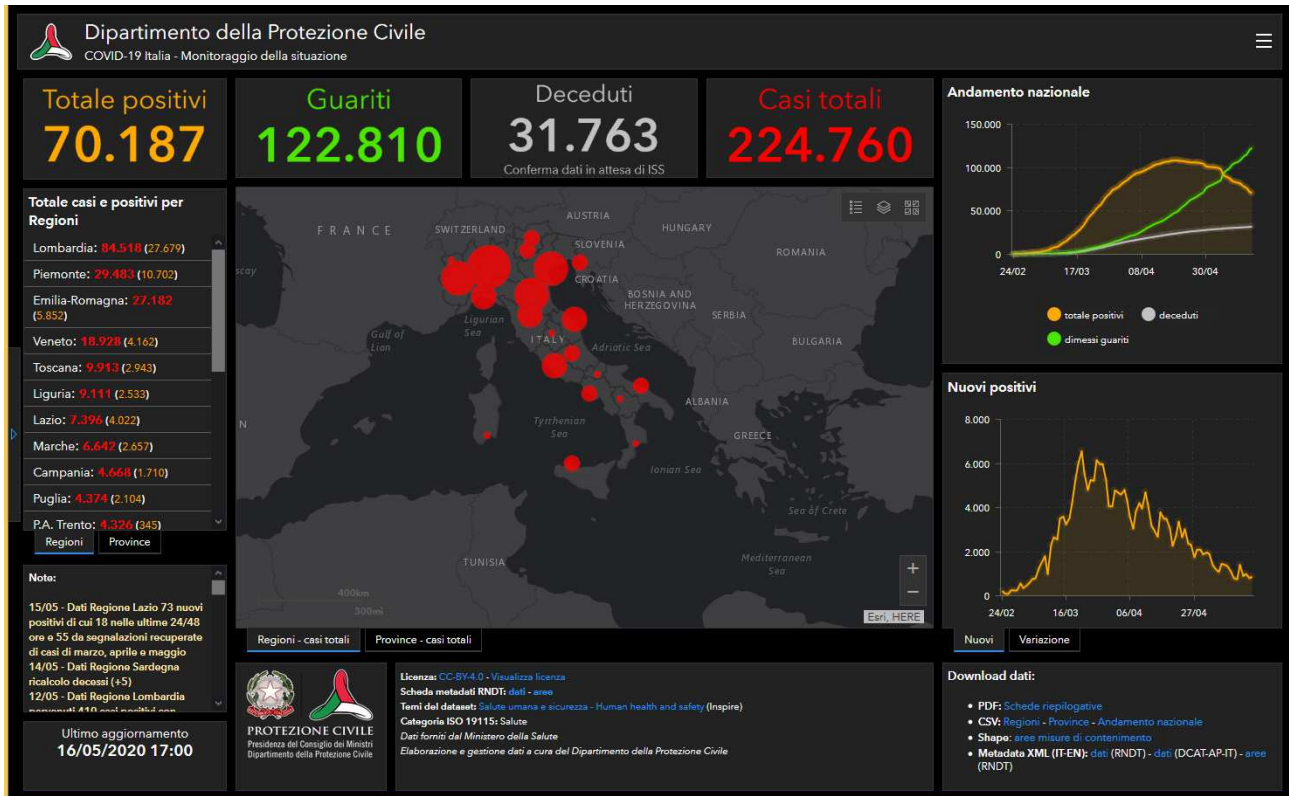 Dipartimento della Protezione Civile
COVID-19 Italia - Monitoraggio della situazione
Totale positivi
70.187
Guariti
122.810
Deceduti
31.763
Conferma dati in attesa di ISS
Casi totali
224.760
Totale casi e positivi per
Regioni
Lombardia: 84.518 (27.679)
Piemonte: 29.483 (10.702)
Emilia-Romagna: 27.182
(5.852)
Veneto: 18.928 (4.162)
Toscana: 9.913 (2.943)
Liguria: 9.111 (2.533)
Lazio: 7.396 (4.022)
Marche: 6.642 (2.657)
Campania: 4.668 (1.710)
Puglia: 4.374 (2.104)
P.A. Trento: 4.326 (345)
Regioni
Province
Note:
15/05 - Dati Regione Lazio 73 nuovi
positivi di cui 18 nelle ultime 24/48
ore e 55 da segnalazioni recuperate
di casi di marzo, aprile e maggio
14/05 - Dati Regione Sardegna
ricalcolo decessi (+5)
12/05 - Dati Regione Lombardia
Ultimo aggiornamento
16/05/2020 17:00
FRANCE
SWITZERLAND
AUSTRIA
HUNGARY
SLOVENIA
ROMANIA
CROATIA
BOSNIA AND
HERZEGOVINA
SERBIA
scay
Gulf of
Lion
Ligurian
Sea
ITALY
Adriatic Sea
BULGARIA
ALBANIA
N
Tyrrhenian
Sea
GREECE
Ionian Sea
Sea of Crete
TUNISIA
Mediterranean
Sea
400km
300mi
+
−
Esri, HERE
Regioni - casi totali
Province - casi totali
PROTEZIONE CIVILE
Presidenza del Consiglio dei Ministri
Dipartimento della Protezione Civile
Licenza: CC-BY-4.0 - Visualizza licenza
Scheda metadati RNDT: dati - aree
Temi del dataset: Salute umana e sicurezza - Human health and safety (Inspire)
Categoria ISO 19115: Salute
Dati forniti dal Ministero della Salute
Elaborazione e gestione dati a cura del Dipartimento della Protezione Civile
Andamento nazionale
150.000
100.000
50.000
0
24/02 17/03 08/04 30/04
totale positivi deceduti
dimessi guariti
Nuovi positivi
8.000
6.000
4.000
2.000
0
24/02 16/03 06/04 27/04
Nuovi
Variazione
Download dati:
• PDF: Schede riepilogative
• CSV: Regioni - Province - Andamento nazionale
• Shape: aree misure di contenimento
• Metadata XML (IT-EN): dati (RNDT) - dati (DCAT-AP-IT) - aree
(RNDT)